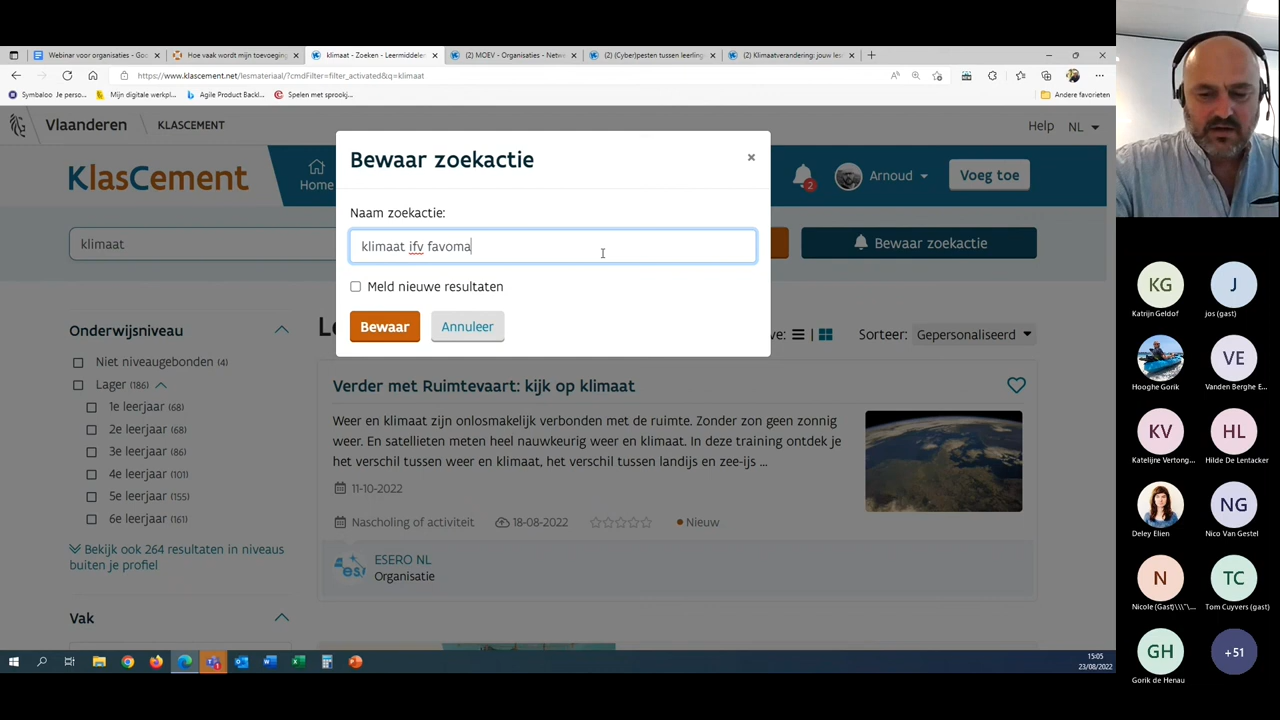 Webinar voor organisaties - Goo
Hoe vaak wordt mijn toevoeging
klimaat - Zoeken - Leermiddelen
(2) MOEV - Organisaties - Netwe
(2) (Cyber)pesten tussen leerling
(2) Klimaatverandering: jouw les
https://www.klascement.net/lesmateriaal/?cmdFilter=filter_activated&q=klimaat
Symbaloo Je perso...
Mijn digitale werkpl...
Agile Product Backl...
Spelen met sprookj...
Andere favorieten
Vlaanderen
KLASCEMENT
Help
NL
KlasCement
Home
2
Arnoud
Voeg toe
klimaat
Bewaar zoekactie
Bewaar zoekactie
×
Naam zoekactie:
klimaat ifv favoma
Meld nieuwe resultaten
Bewaar
Annuleer
Sorteer: Gepersonaliseerd
Onderwijsniveau
Niet niveaugebonden (4)
Lager (186)
1e leerjaar (68)
2e leerjaar (68)
3e leerjaar (86)
4e leerjaar (101)
5e leerjaar (155)
6e leerjaar (161)
Bekijk ook 264 resultaten in niveaus
buiten je profiel
Vak
Verder met Ruimtevaart: kijk op klimaat
Weer en klimaat zijn onlosmakelijk verbonden met de ruimte. Zonder zon geen zonnig
weer. En satellieten meten heel nauwkeurig weer en klimaat. In deze training ontdek je
het verschil tussen weer en klimaat, het verschil tussen landijs en zee-ijs ...
11-10-2022
Nascholing of activiteit
18-08-2022
Nieuw
ESERO NL
Organisatie
15:05
23/08/2022
KG
Katrijn Geldof
J
jos (gast)
Hooghe Gorik
VE
Vanden Berghe E...
KV
Katelijne Vertong...
HL
Hilde De Lentacker
Deley Elien
NG
Nico Van Gestel
N
Nicole (Gast)\\\"\...
TC
Tom Cuyvers (gast)
GH
Gorik de Henau
+51